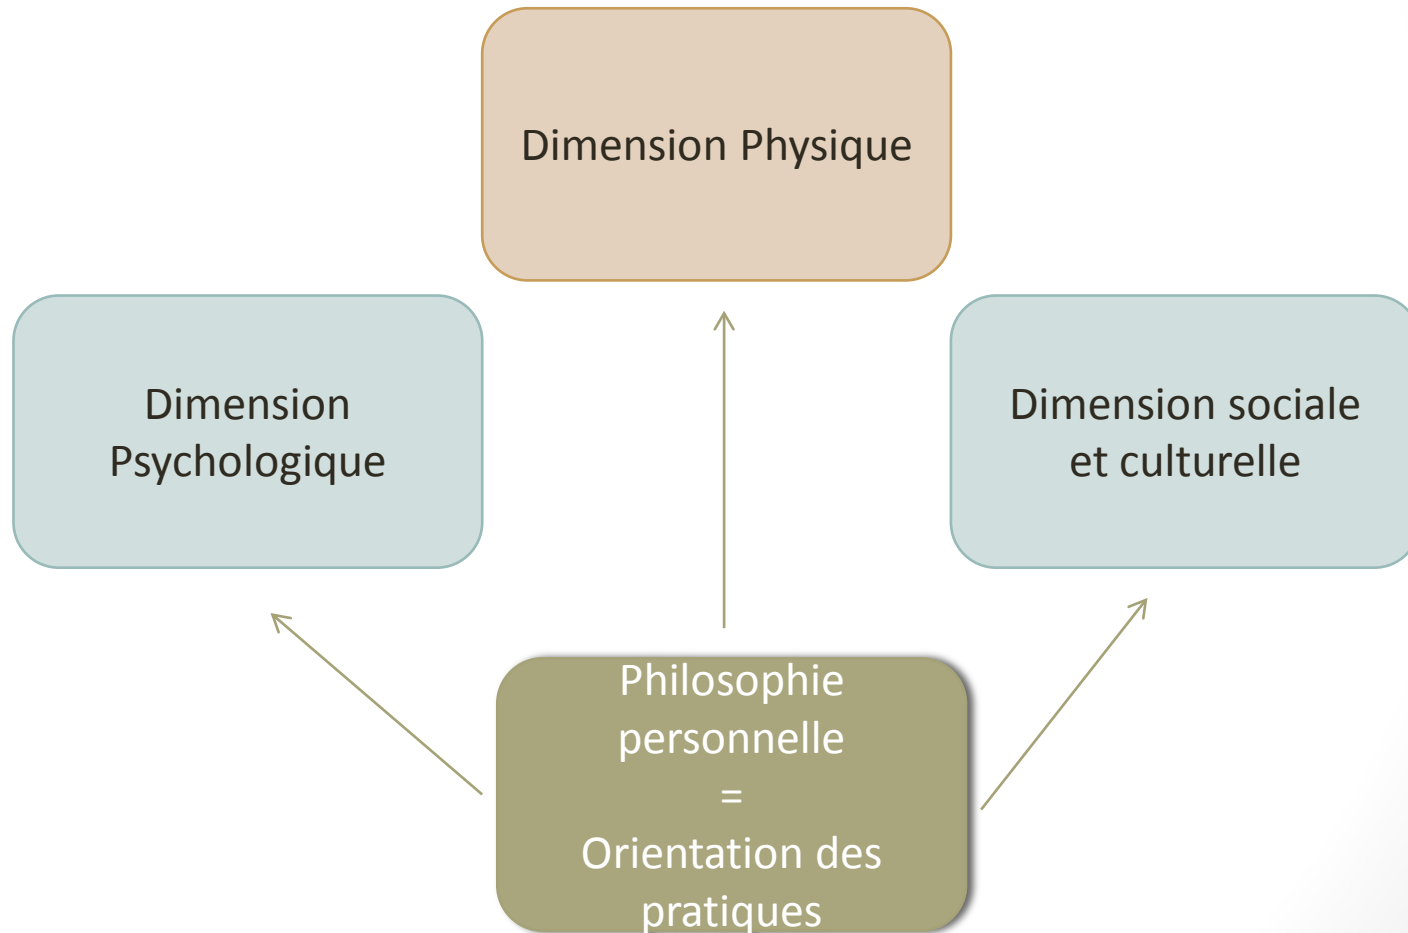 Dimension Physique
Dimension
Psychologique
Dimension sociale
et culturelle
Philosophie
personnelle
=
Orientation des
pratiques